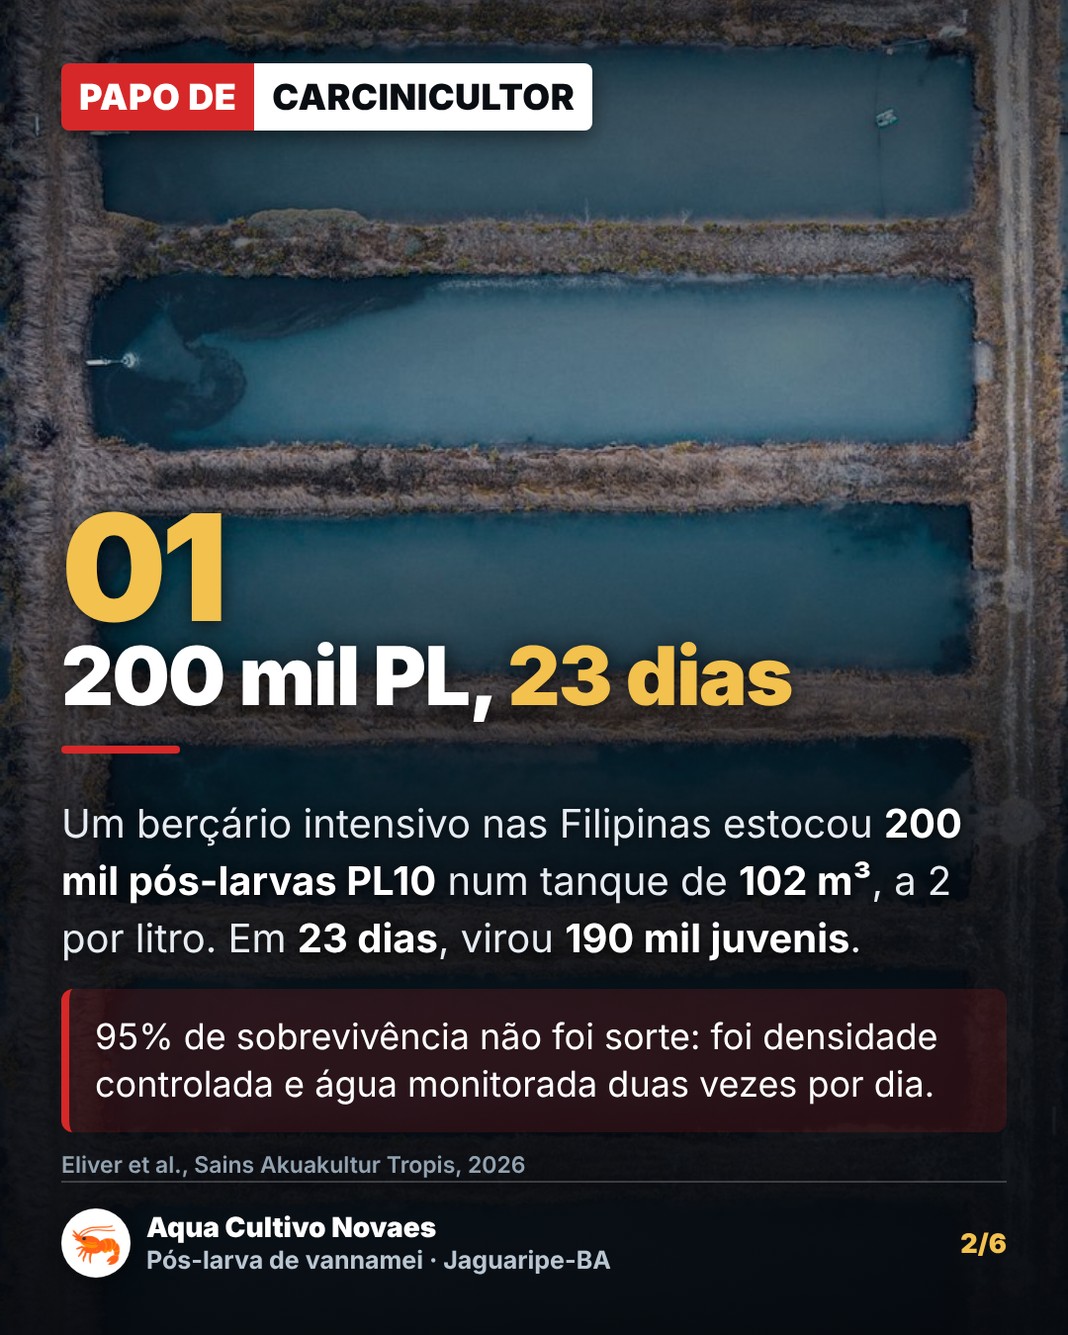 PAPO DE CARCINICULTOR
01
200 mil PL, 23 dias
Um berçário intensivo nas Filipinas estocou 200
mil pós-larvas PL10 num tanque de 102 m³, a 2
por litro. Em 23 dias, virou 190 mil juvenis.
95% de sobrevivência não foi sorte: foi densidade
controlada e água monitorada duas vezes por dia.
Eliver et al., Sains Akuakultur Tropis, 2026
Aqua Cultivo Novaes
Pós-larva de vannamei · Jaguaripe-BA
2/6